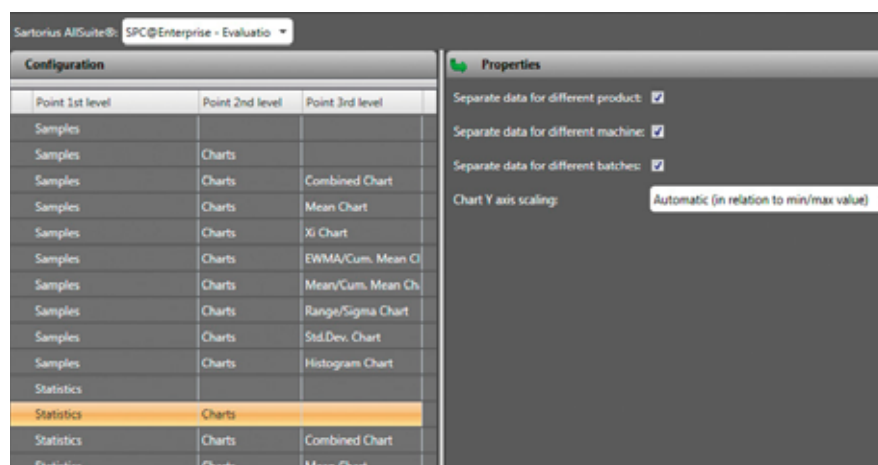 Sartorius AllSuite®: SPC@Enterprise - Evaluatio
Configuration
Point 1st level Point 2nd level Point 3rd level
Samples
Samples Charts
Samples Charts Combined Chart
Samples Charts Mean Chart
Samples Charts Xi Chart
Samples Charts EWMA/Cum. Mean Cl
Samples Charts Mean/Cum. Mean Ch
Samples Charts Range/Sigma Chart
Samples Charts Std.Dev. Chart
Samples Charts Histogram Chart
Statistics
Statistics Charts
Statistics Charts Combined Chart
Statistics Charts Mean Chart
Properties
Separate data for different product:
Separate data for different machine:
Separate data for different batches:
Chart Y axis scaling: Automatic (in relation to min/max value)